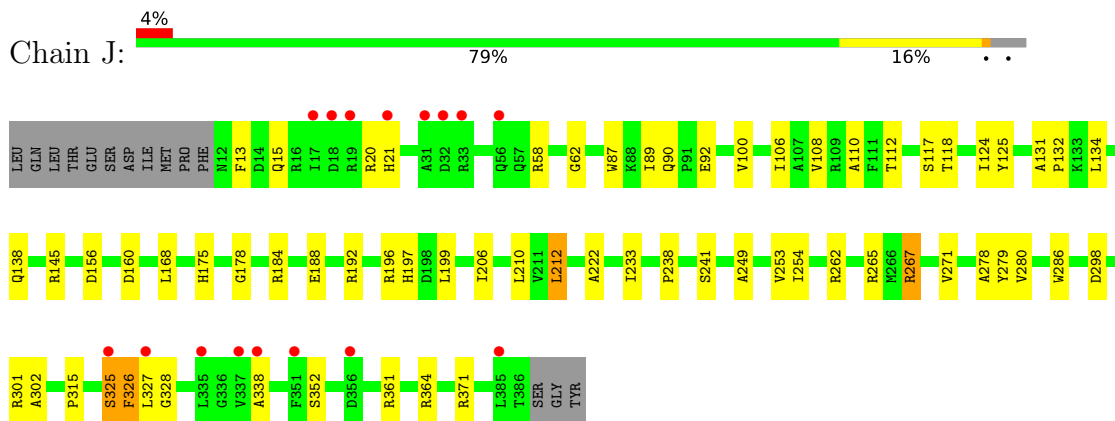 4%
Chain J:
79% 16% • •
LEU GLN LEU THR GLU SER ASP ILE MET PRO PHE N12 F13 D14 Q15 R16 I17 D18 R19 R20 H21 A31 D32 R33 Q56 Q57 R58 G62 W87 K88 I89 Q90 P91 E92 V100 I106 A107 V108 R109 A110 F111 T112 S117 T118 I124 Y125 A131 P132 K133 L134
Q138 R145 D156 D160 L168 H175 G178 R184 E188 R192 R196 H197 D198 L199 I206 L210 V211 L212 A222 I233 P238 S241 A249 V253 I254 R262 R265 M266 R267 V271 A278 Y279 V280 W286 D298
R301 A302 P315 S325 F326 L327 G328 L335 G336 V337 A338 F351 S352 D356 R361 R364 R371 L385 T386 SER GLY TYR